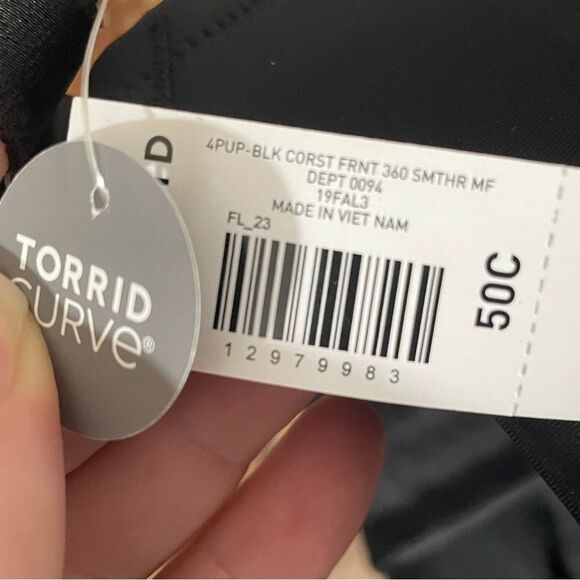 4PUP-BLK CORST FRNT 360 SMTHR MF
DEPT 0094
19FAL3
MADE IN VIET NAM
FL_23
12979983
50C
TORRID
CURVe®